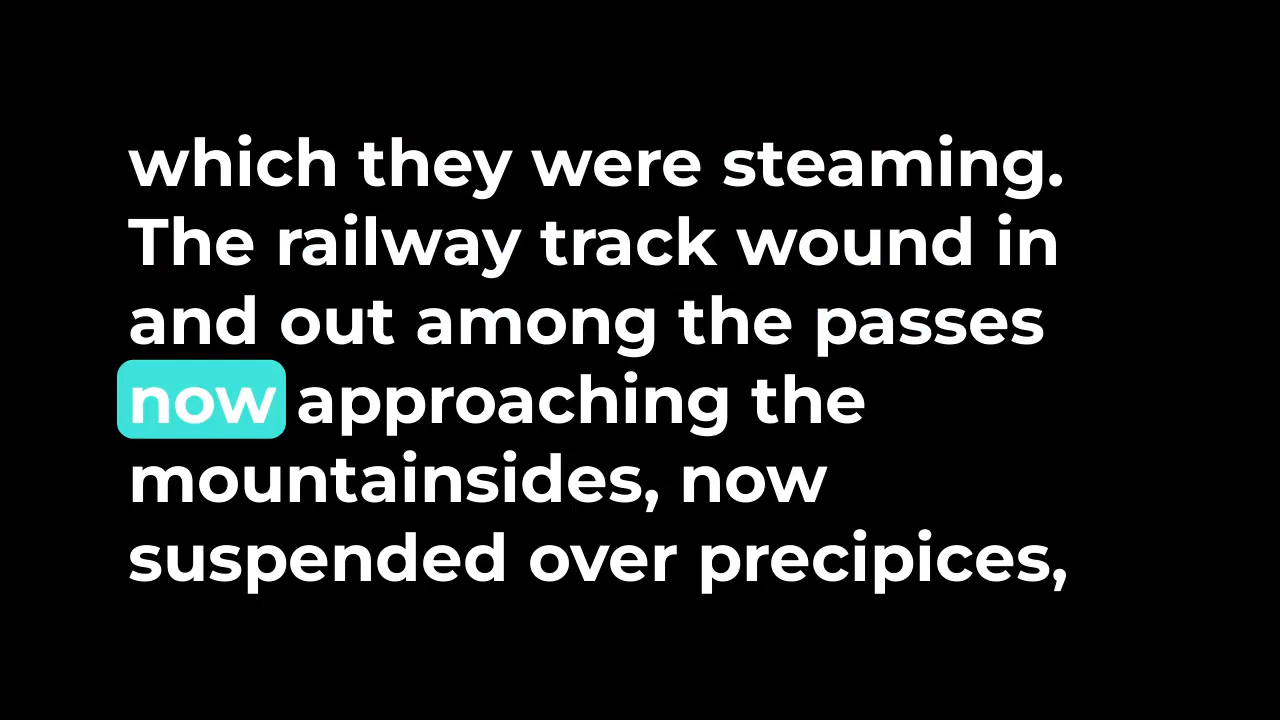 which they were steaming.
The railway track wound in
and out among the passes
now approaching the
mountainsides, now
suspended over precipices,